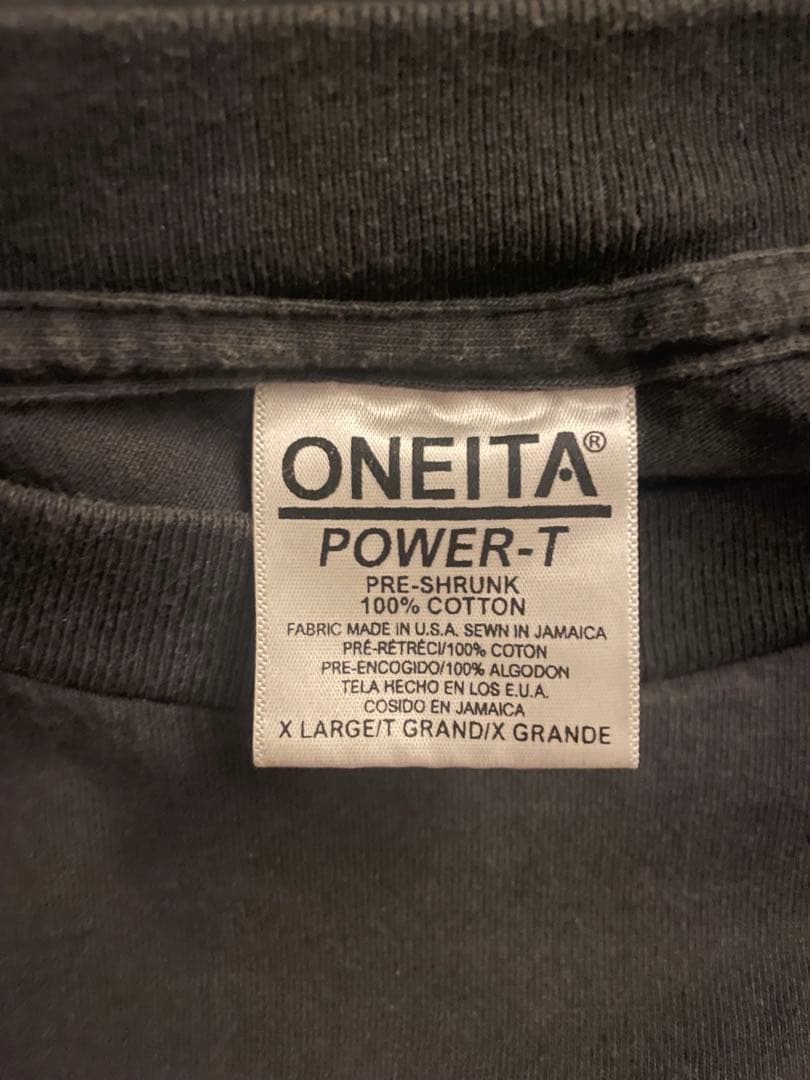 ONEITA®
POWER-T
PRE-SHRUNK
100% COTTON
FABRIC MADE IN U.S.A. SEWN IN JAMAICA
PRÉ-RÉTRÉCI/100% COTON
PRE-ENCOGIDO/100% ALGODON
TELA HECHO EN LOS E.U.A.
COSIDO EN JAMAICA
X LARGE/T GRAND/X GRANDE